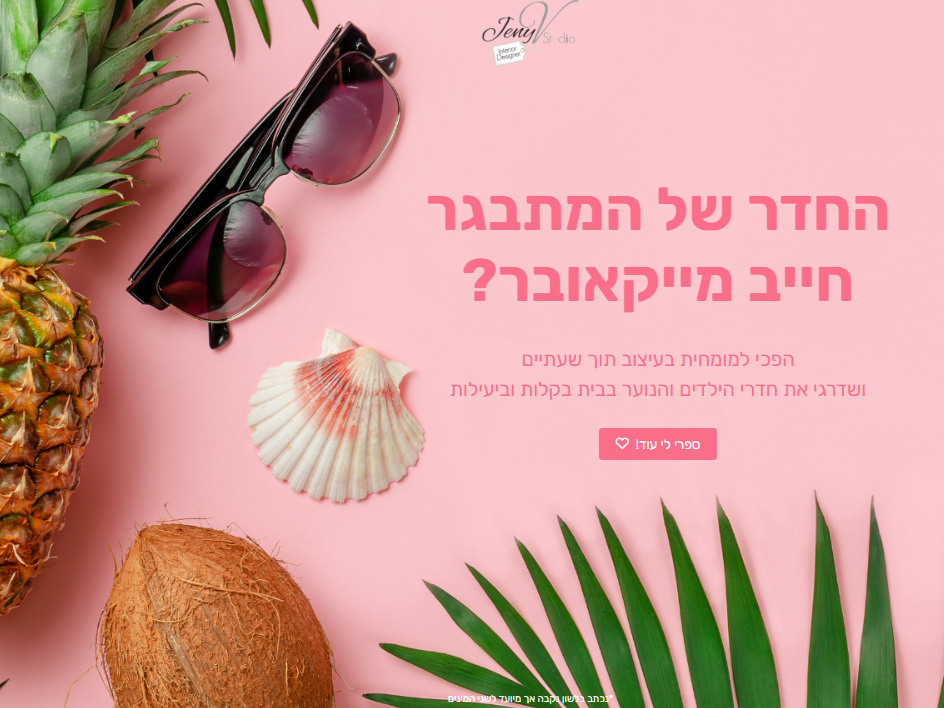 JenyV Studio
Interior
Designer
החדר של המתבגר
חייב מייקאובר?
הפכי למומחית בעיצוב תוך שעתיים
ושדרגי את חדרי הילדים והנוער בבית בקלות וביעילות
ספרי לי עוד!
*נכתב בלשון נקבה אך מיועד לשני המינים